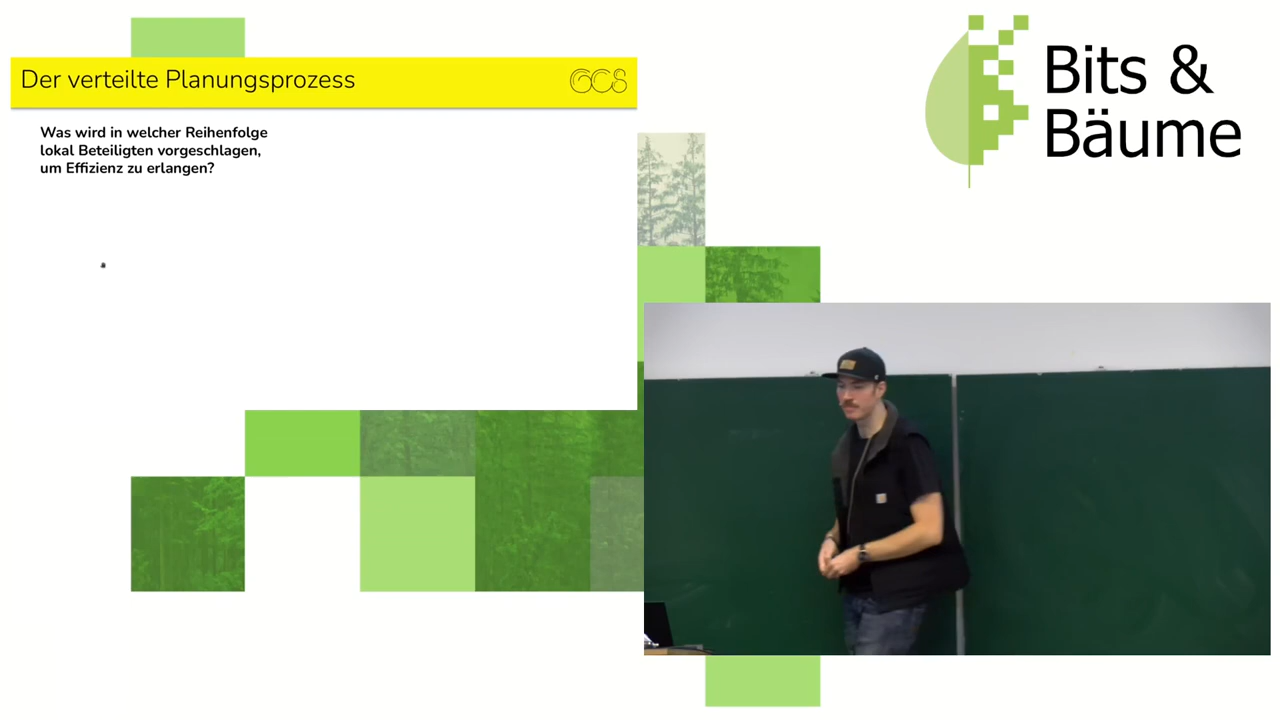 Der verteilte Planungsprozess
GCS
Was wird in welcher Reihenfolge
lokal Beteiligten vorgeschlagen,
um Effizienz zu erlangen?
Bits &
Bäume